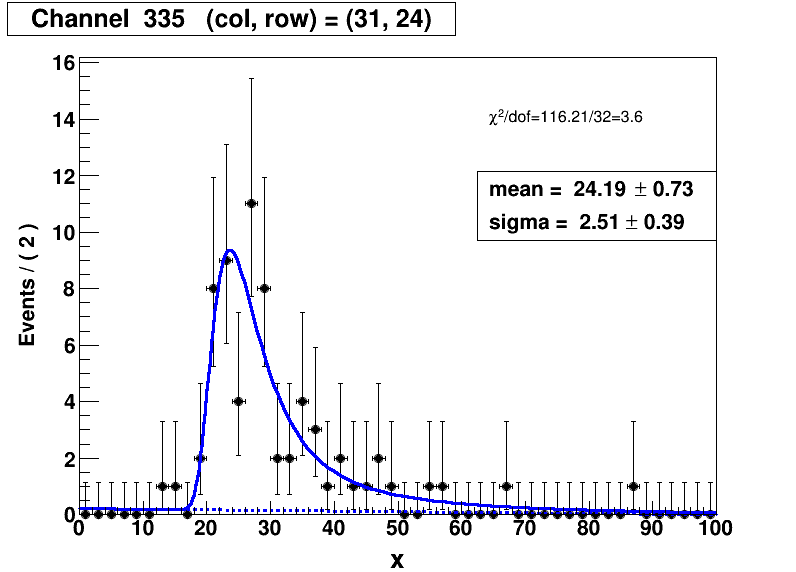 Channel  335   (col, row) = (31, 24)
16
14
12
10
8
6
4
2
0
Events / ( 2 )
χ²/dof=116.21/32=3.6
mean =  24.19 ± 0.73
sigma =  2.51 ± 0.39
0 10 20 30 40 50 60 70 80 90 100
x